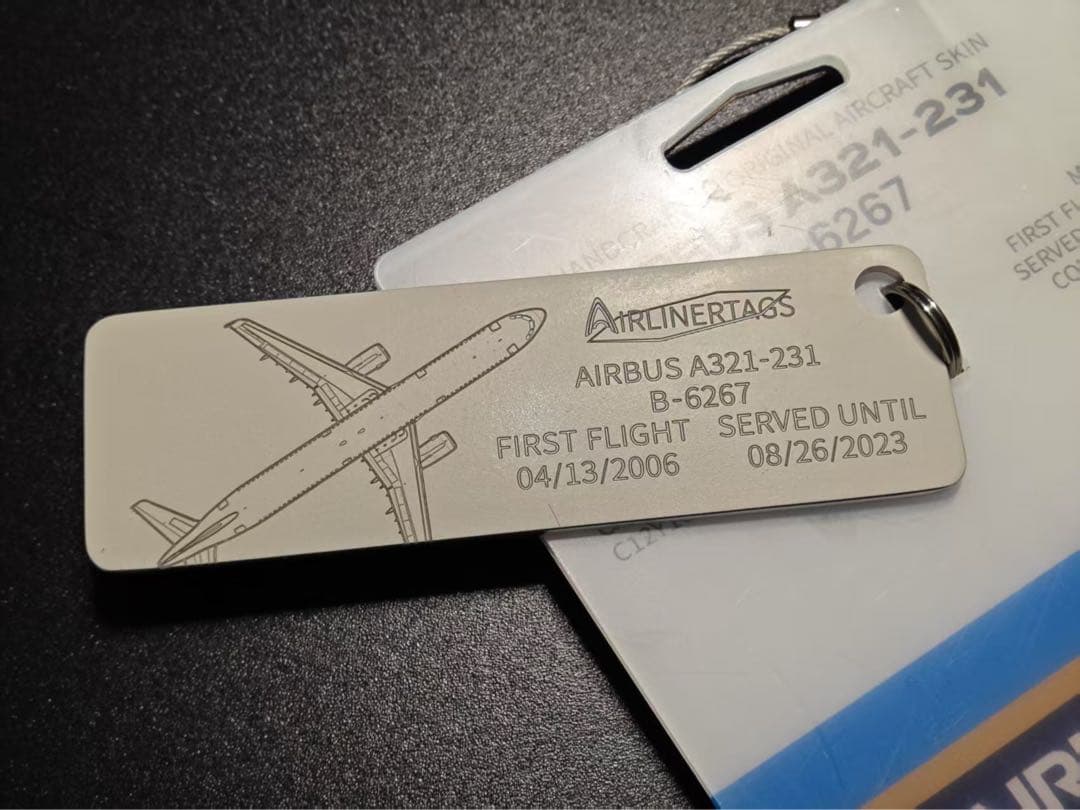 ORIGINAL AIRCRAFT SKIN
A321-231
6267
FIRST
SERVED
AIRLINERTAGS
AIRBUS A321-231
B-6267
FIRST FLIGHT SERVED UNTIL
04/13/2006 08/26/2023